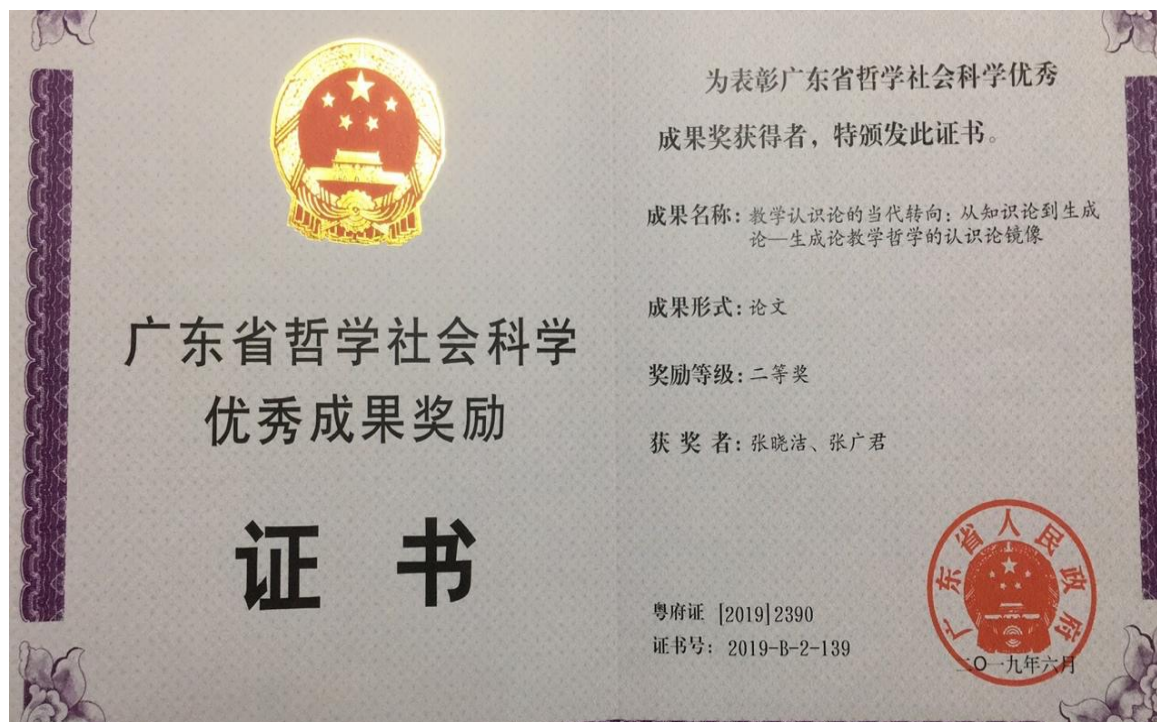 广东省哲学社会科学
优秀成果奖励
证 书
为表彰广东省哲学社会科学优秀
成果奖获得者，特颁发此证书。
成果名称：教学认识论的当代转向：从知识论到生成
论—生成论教学哲学的认识论镜像
成果形式：论文
奖励等级：二等奖
获 奖 者：张晓洁、张广君
粤府证 [2019]2390
证书号： 2019-B-2-139
广东省人民政府
二〇一九年六月